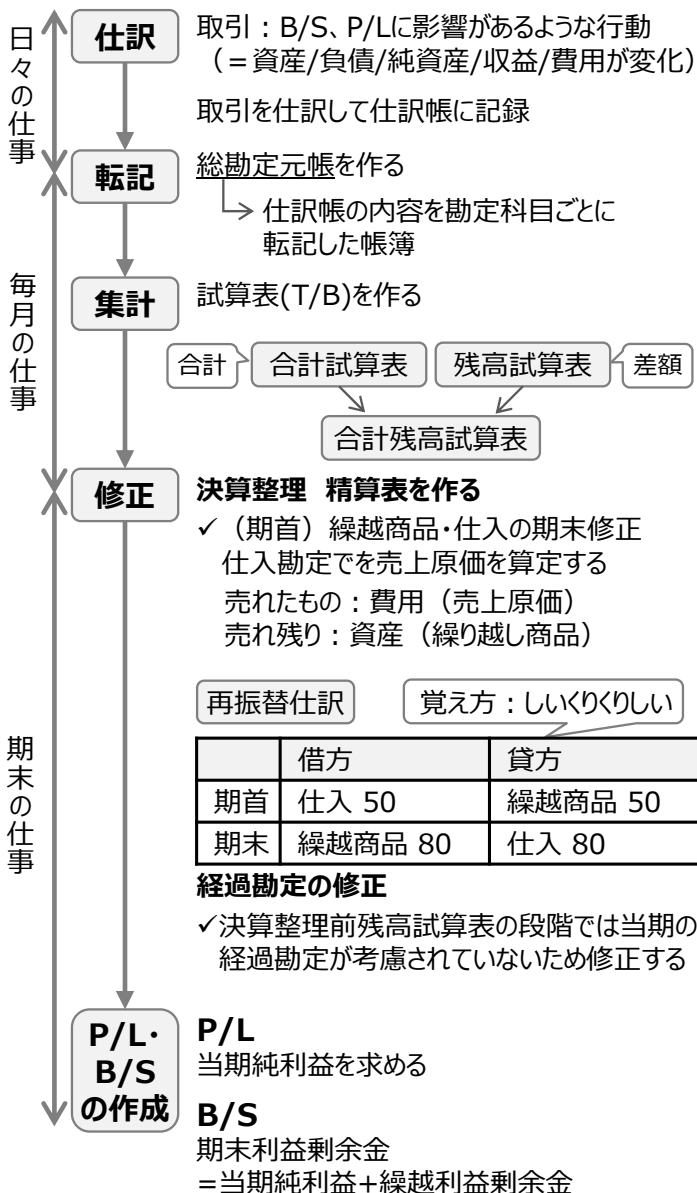 日々の仕事
仕訳
取引：B/S、P/Lに影響があるような行動
（＝資産/負債/純資産/収益/費用が変化）
取引を仕訳して仕訳帳に記録
毎月の仕事
転記
総勘定元帳を作る
仕訳帳の内容を勘定科目ごとに
転記した帳簿
集計
試算表(T/B)を作る
合計
合計試算表
残高試算表
差額
合計残高試算表
期末の仕事
修正
決算整理 精算表を作る
✓（期首）繰越商品・仕入の期末修正
仕入勘定でを売上原価を算定する
売れたもの：費用（売上原価）
売れ残り：資産（繰り越し商品）
再振替仕訳
覚え方：しいくりくりしい
借方 貸方
期首 仕入 50 繰越商品 50
期末 繰越商品 80 仕入 80
経過勘定の修正
✓決算整理前残高試算表の段階では当期の
経過勘定が考慮されていないため修正する
P/L・
B/S
の作成
P/L
当期純利益を求める
B/S
期末利益剰余金
=当期純利益+繰越利益剰余金